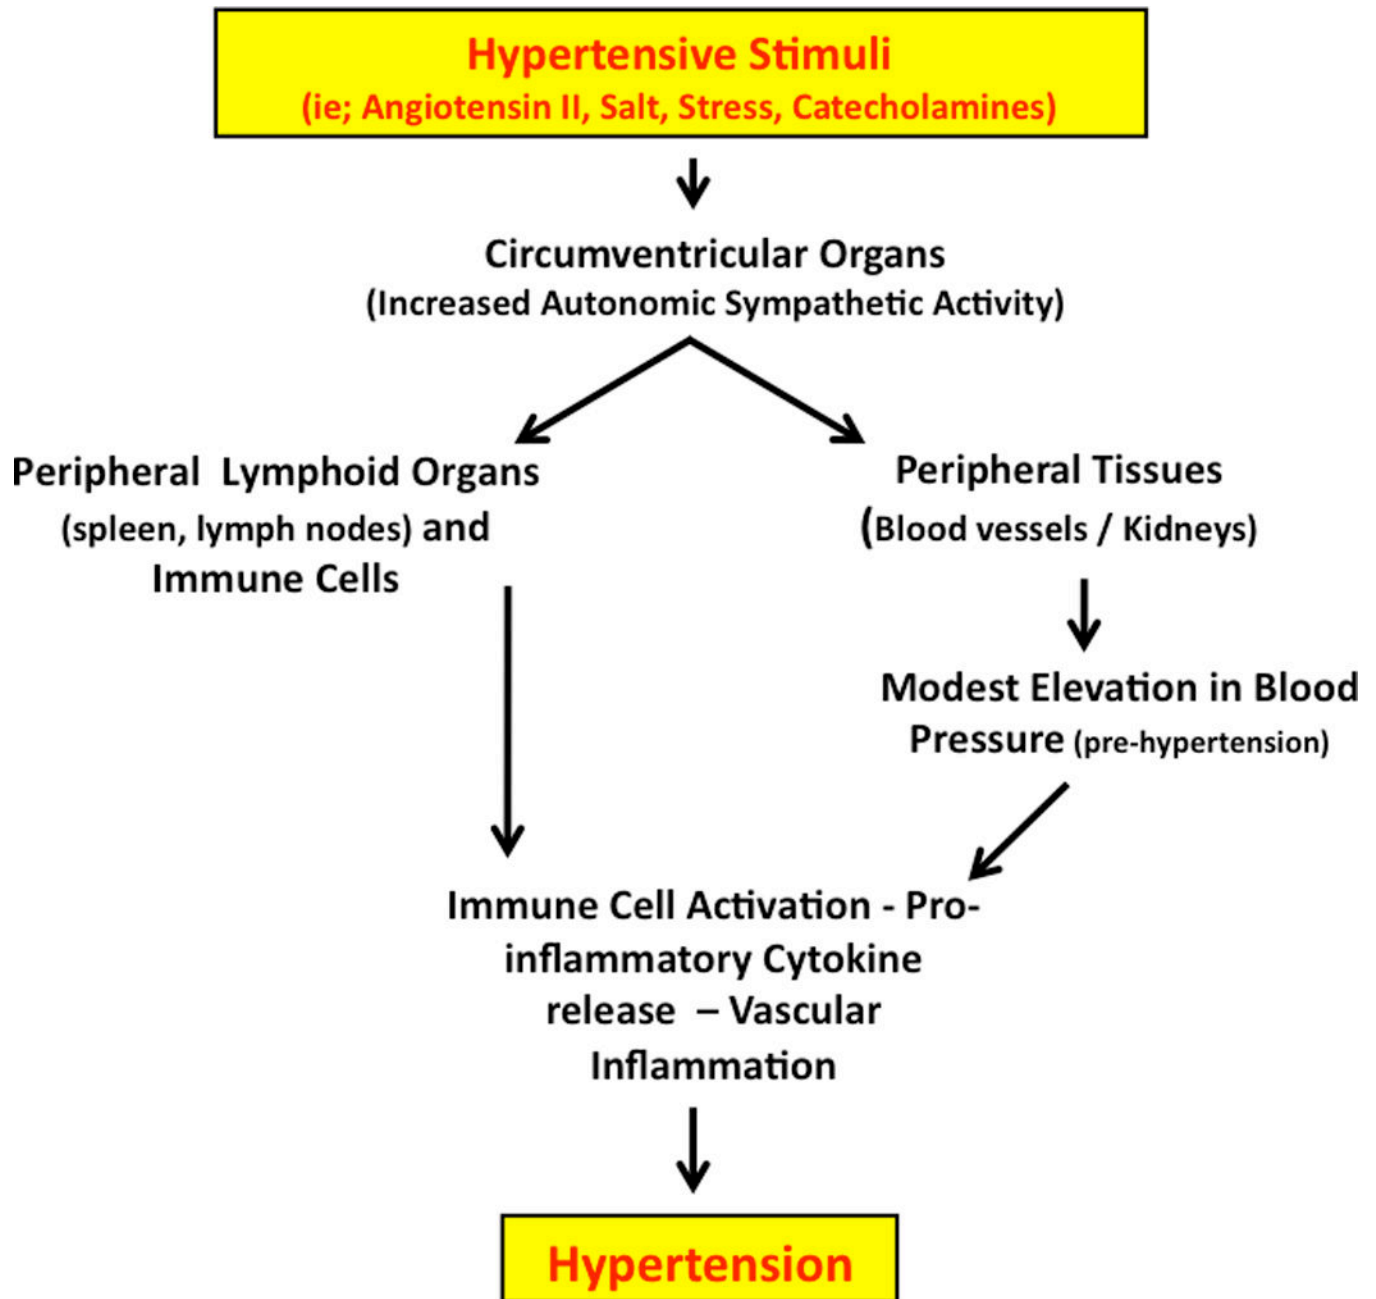 Hypertensive Stimuli
(ie; Angiotensin II, Salt, Stress, Catecholamines)
Circumventricular Organs
(Increased Autonomic Sympathetic Activity)
Peripheral  Lymphoid Organs
(spleen, lymph nodes) and
Immune Cells
Peripheral Tissues
(Blood vessels / Kidneys)
Modest Elevation in Blood
Pressure (pre-hypertension)
Immune Cell Activation - Pro-
inflammatory Cytokine
release  – Vascular
Inflammation
Hypertension